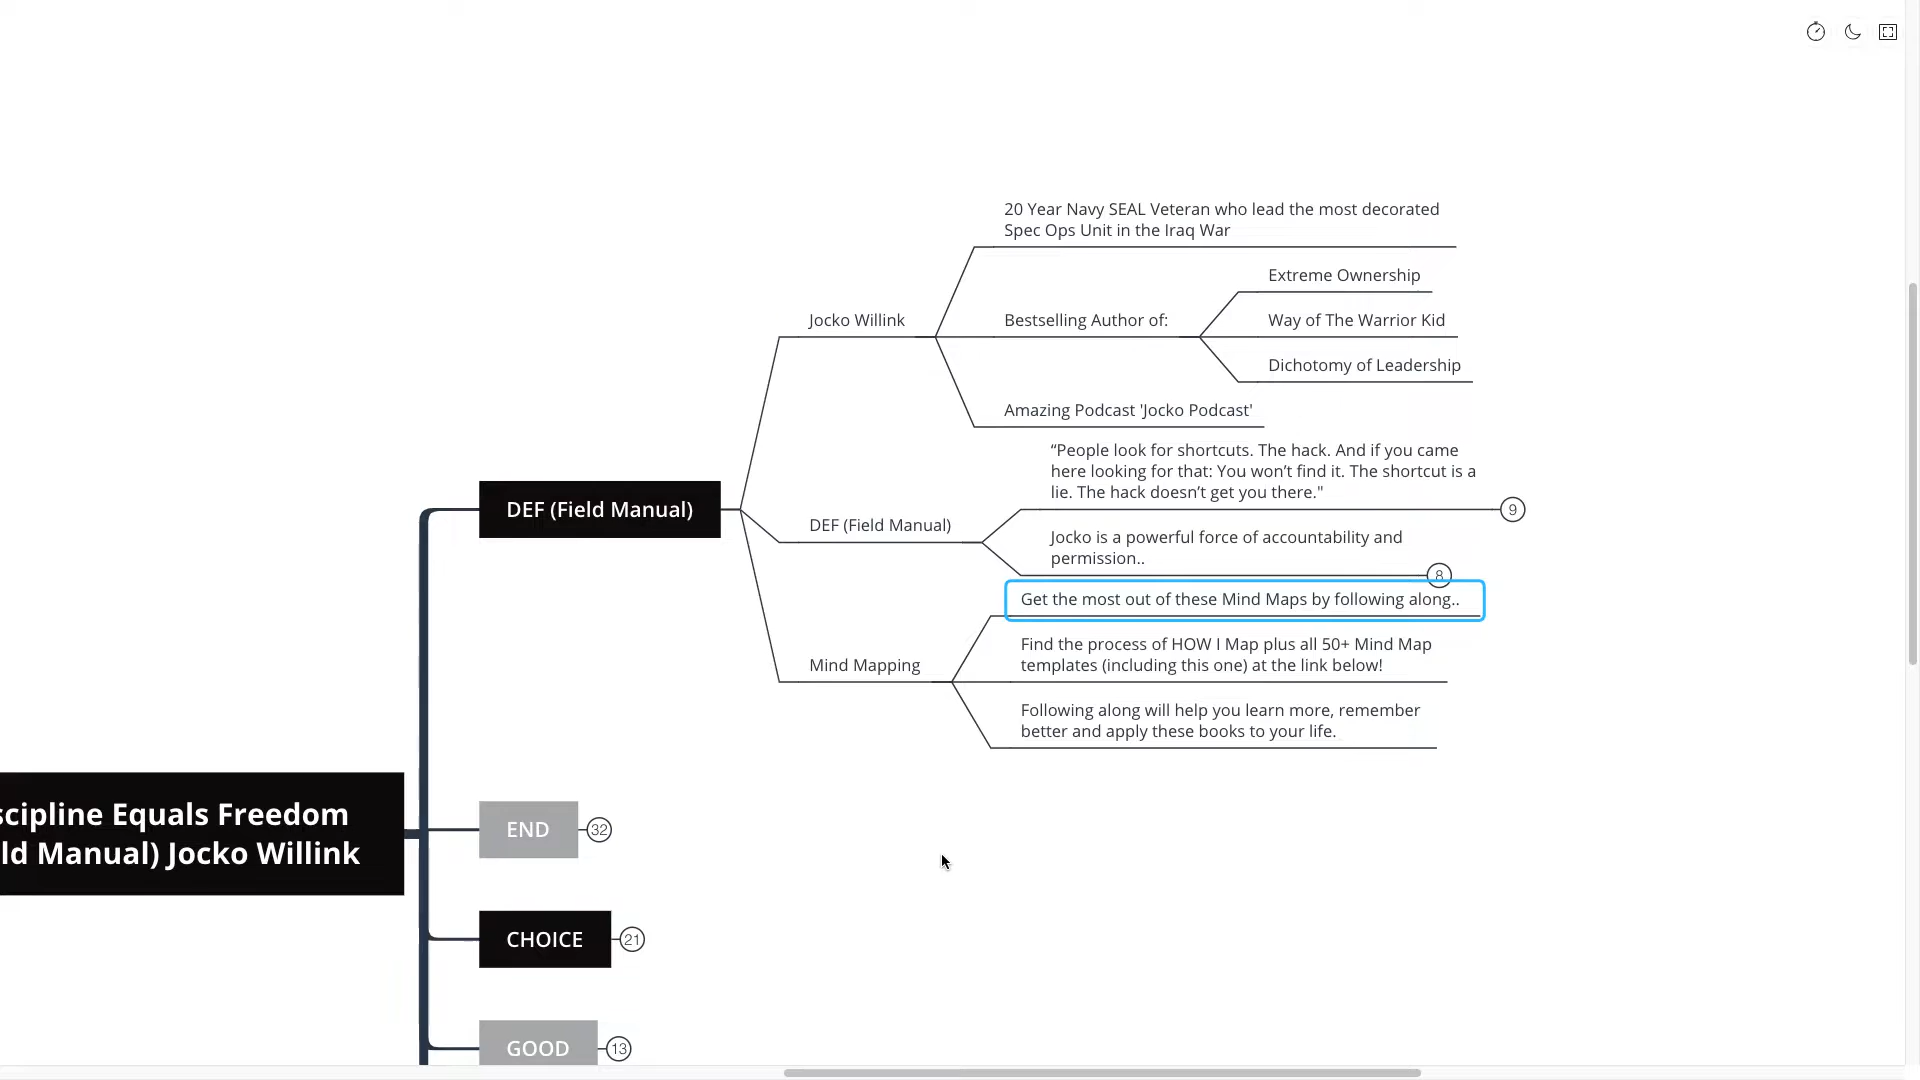 20 Year Navy SEAL Veteran who lead the most decorated
Spec Ops Unit in the Iraq War
Extreme Ownership
Jocko Willink
Bestselling Author of:
Way of The Warrior Kid
Dichotomy of Leadership
Amazing Podcast 'Jocko Podcast'
“People look for shortcuts. The hack. And if you came
here looking for that: You won’t find it. The shortcut is a
lie. The hack doesn’t get you there."
9
DEF (Field Manual)
DEF (Field Manual)
Jocko is a powerful force of accountability and
permission..
8
Get the most out of these Mind Maps by following along..
Mind Mapping
Find the process of HOW I Map plus all 50+ Mind Map
templates (including this one) at the link below!
Following along will help you learn more, remember
better and apply these books to your life.
scipline Equals Freedom
ld Manual) Jocko Willink
END
32
CHOICE
21
GOOD
13